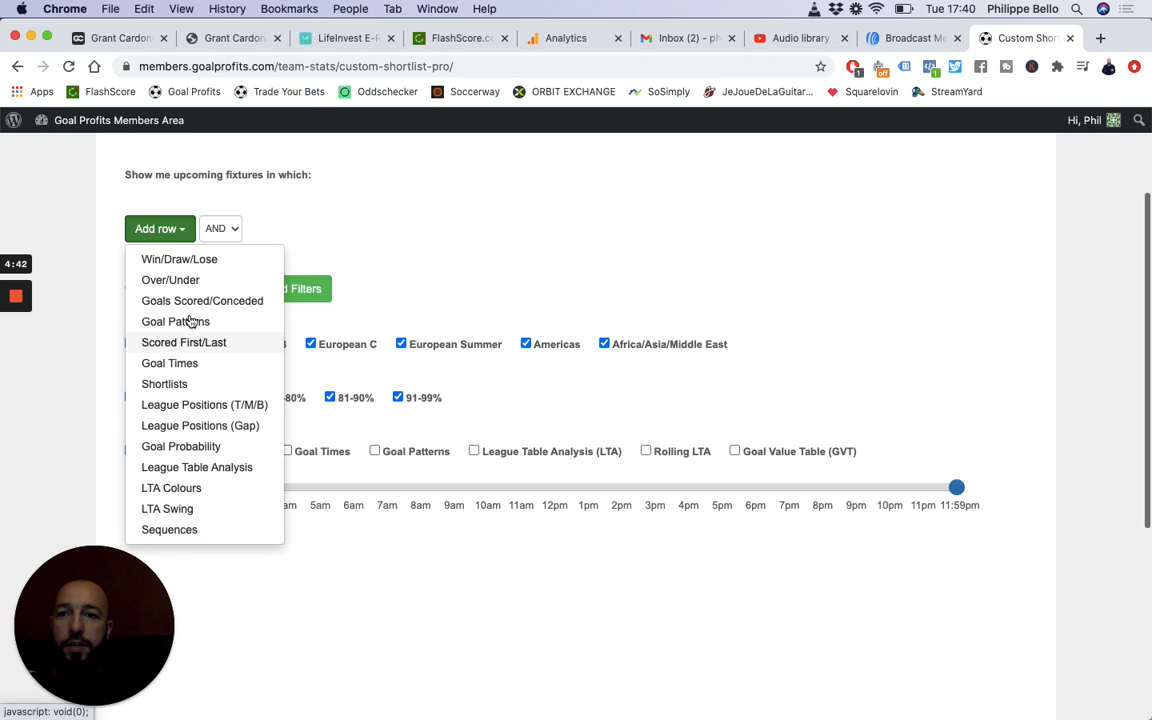 Chrome File Edit View History Bookmarks People Tab Window Help Tue 17:40 Philippe Bello
Grant Cardon Grant Cardon LifeInvest E-R FlashScore.co Analytics Inbox (2) - ph Audio library Broadcast Me Custom Shor
members.goalprofits.com/team-stats/custom-shortlist-pro/
Apps FlashScore Goal Profits Trade Your Bets Oddschecker Soccerway ORBIT EXCHANGE SoSimply JeJoueDeLaGuitar... Squarelovin StreamYard
Goal Profits Members Area Hi, Phil
Show me upcoming fixtures in which:
Add row AND
4:42
Win/Draw/Lose
Over/Under
d Filters
Goals Scored/Conceded
Goal Patterns
Scored First/Last
European C European Summer Americas Africa/Asia/Middle East
Goal Times
Shortlists
-80% 81-90% 91-99%
League Positions (T/M/B)
League Positions (Gap)
Goal Probability
Goal Times Goal Patterns League Table Analysis (LTA) Rolling LTA Goal Value Table (GVT)
League Table Analysis
LTA Colours
LTA Swing
am 5am 6am 7am 8am 9am 10am 11am 12pm 1pm 2pm 3pm 4pm 5pm 6pm 7pm 8pm 9pm 10pm 11pm 11:59pm
Sequences
javascript: void(0);